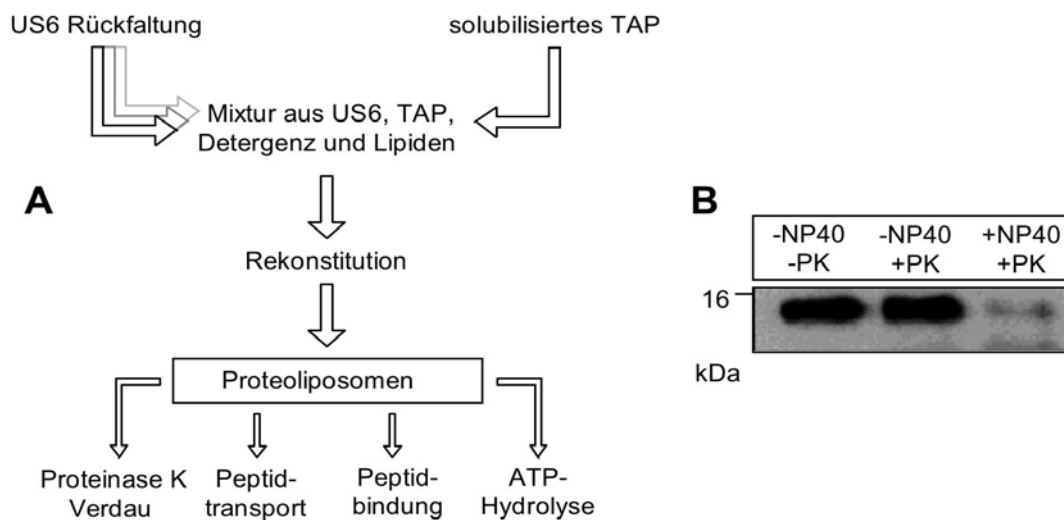 US6 Rückfaltung
solubilisiertes TAP
Mixtur aus US6, TAP,
Detergenz und Lipiden
A
Rekonstitution
Proteoliposomen
Proteinase K
Verdau
Peptid-
transport
Peptid-
bindung
ATP-
Hydrolyse
B
-NP40 -NP40 +NP40
-PK +PK +PK
16
kDa